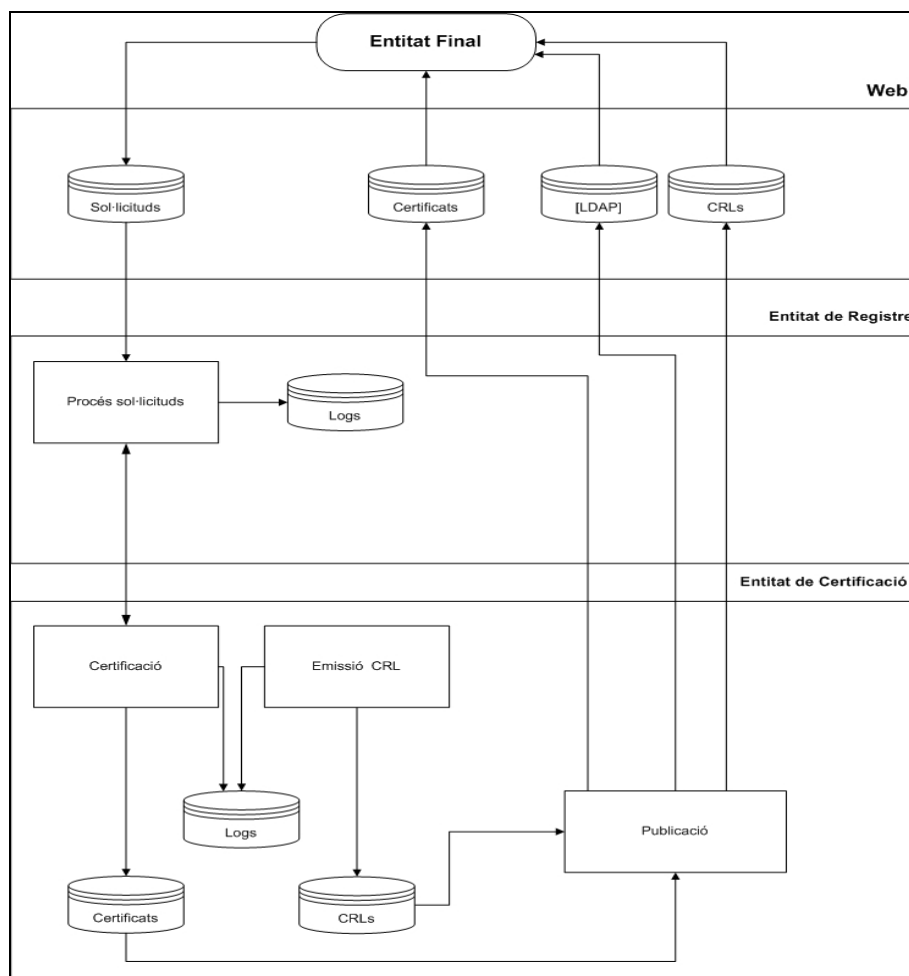 Entitat Final
Web
Sol·licituds
Certificats
[LDAP]
CRLs
Entitat de Registre
Procés sol·licituds
Logs
Entitat de Certificació
Certificació
Emissió CRL
Logs
Publicació
Certificats
CRLs